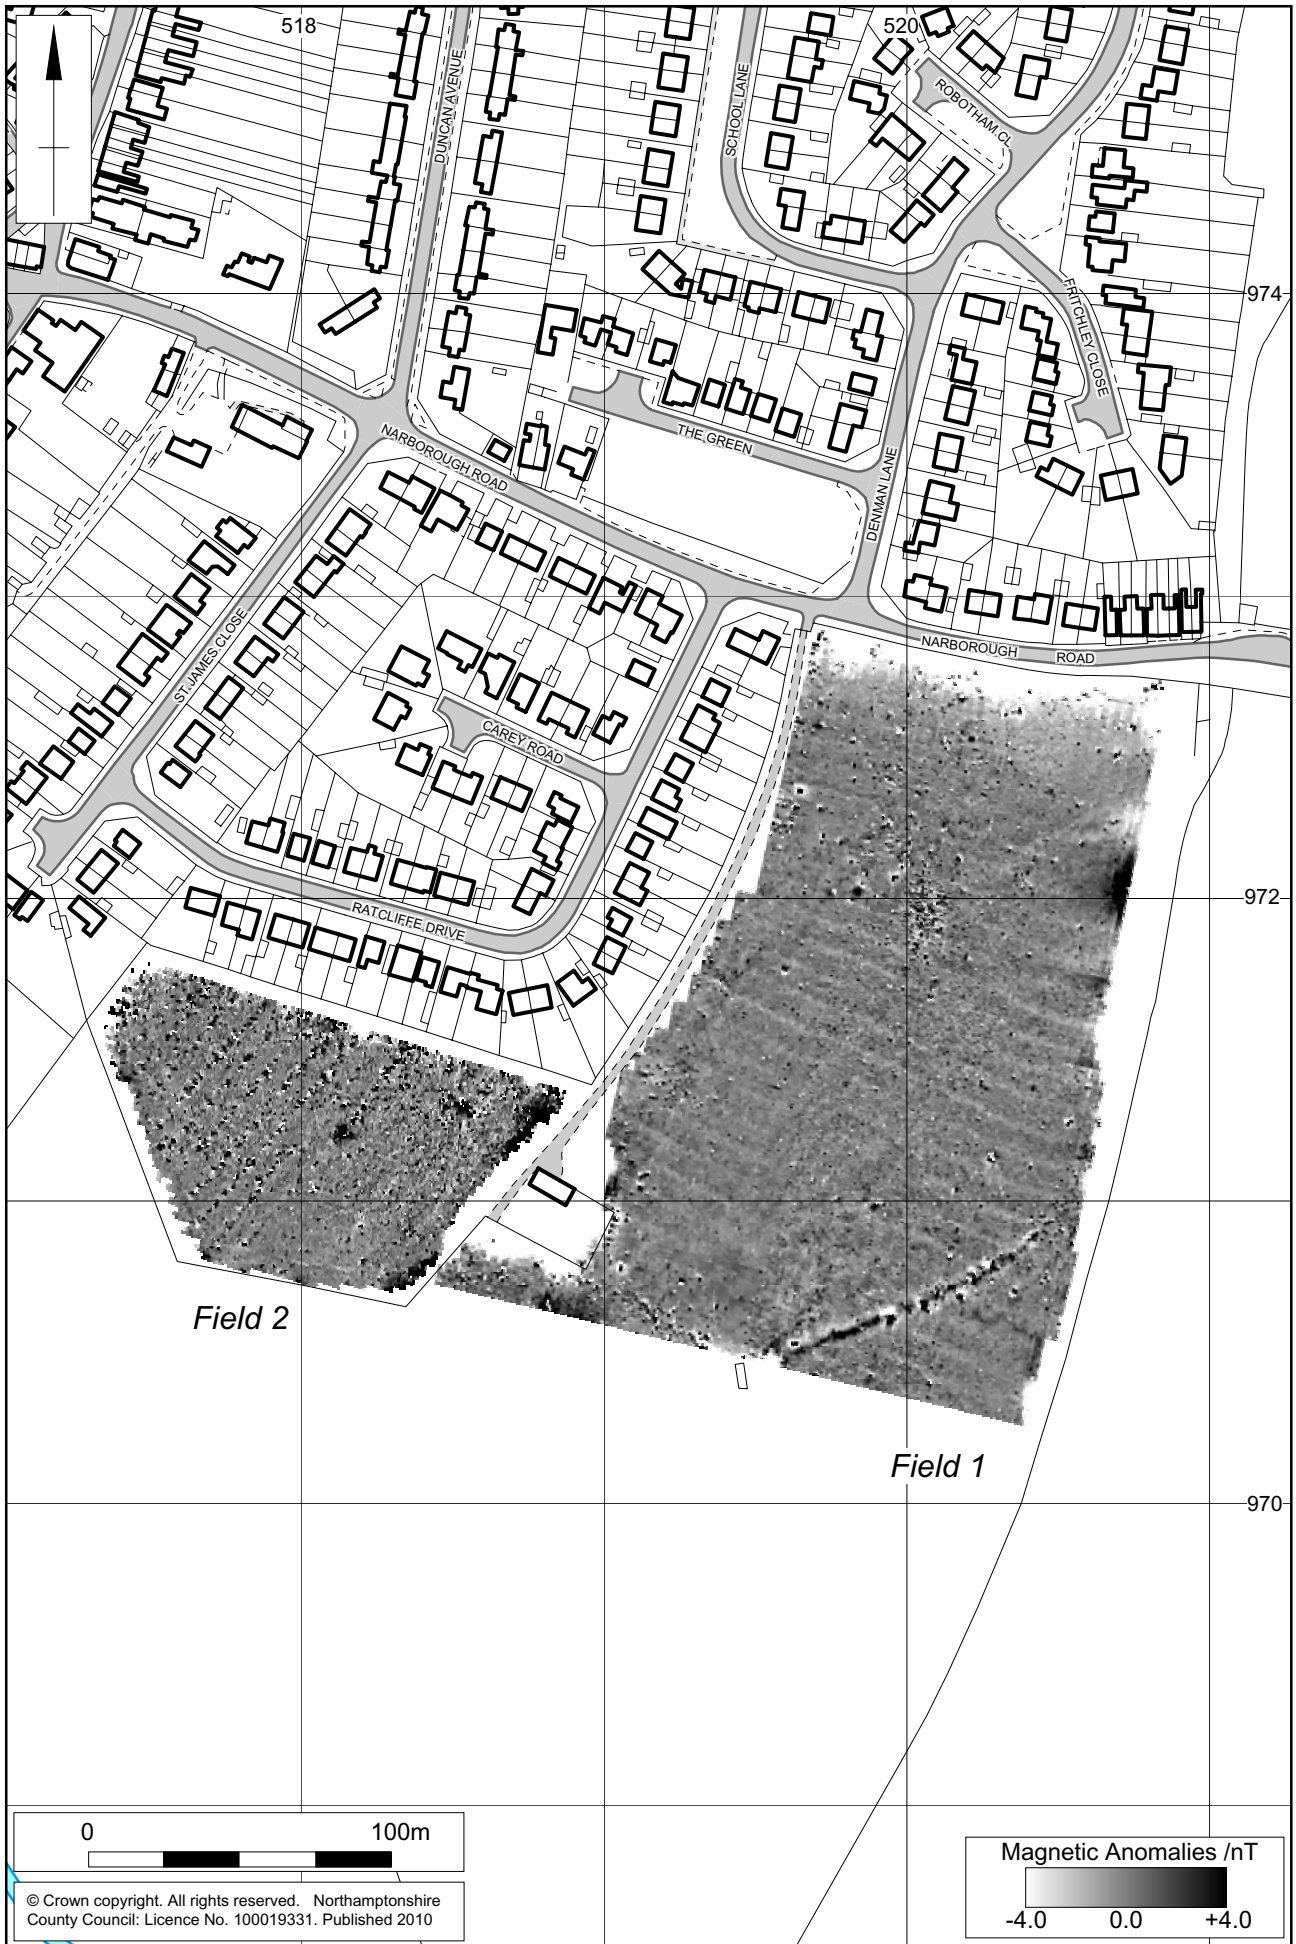 518
520
DUNCAN AVENUE
SCHOOL LANE
ROBOTHAM CL
974
FRITCHLEY CLOSE
NARBOROUGH ROAD
THE GREEN
DENMAN LANE
ST.JAMES CLOSE
NARBOROUGH ROAD
CAREY ROAD
972
RATCLIFFE DRIVE
Field 2
Field 1
970
0 100m
© Crown copyright. All rights reserved. Northamptonshire
County Council: Licence No. 100019331. Published 2010
Magnetic Anomalies /nT
-4.0 0.0 +4.0